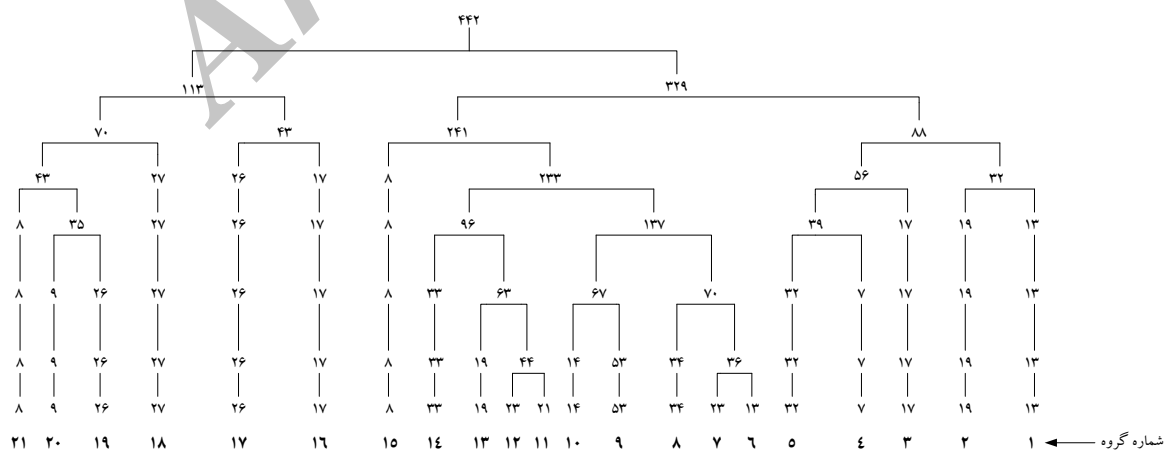 ۴۴۲
۳۲۹ ۱۱۳
۸۸ ۲۴۱ ۴۳ ۷۰
۳۲ ۵۶ ۲۳۳ ۸ ۱۷ ۲۶ ۲۷ ۴۳
۱۳ ۱۹ ۱۷ ۳۹ ۱۳۷ ۹۶ ۸ ۱۷ ۲۶ ۲۷ ۳۵ ۸
۱۳ ۱۹ ۱۷ ۷ ۳۲ ۷۰ ۶۷ ۶۳ ۳۳ ۸ ۱۷ ۲۶ ۲۷ ۲۶ ۹ ۸
۱۳ ۱۹ ۱۷ ۷ ۳۲ ۳۶ ۳۴ ۵۳ ۱۴ ۴۴ ۱۹ ۳۳ ۸ ۱۷ ۲۶ ۲۷ ۲۶ ۹ ۸
۱۳ ۱۹ ۱۷ ۷ ۳۲ ۱۳ ۲۳ ۳۴ ۵۳ ۱۴ ۲۱ ۲۳ ۱۹ ۳۳ ۸ ۱۷ ۲۶ ۲۷ ۲۶ ۹ ۸
شماره گروه ۱ ۲ ۳ ٤ ۵ ۶ ۷ ۸ ۹ ۱۰ ۱۱ ۱۲ ۱۳ ۱٤ ۱۵ ۱۶ ۱۷ ۱۸ ۱۹ ۲۰ ۲۱